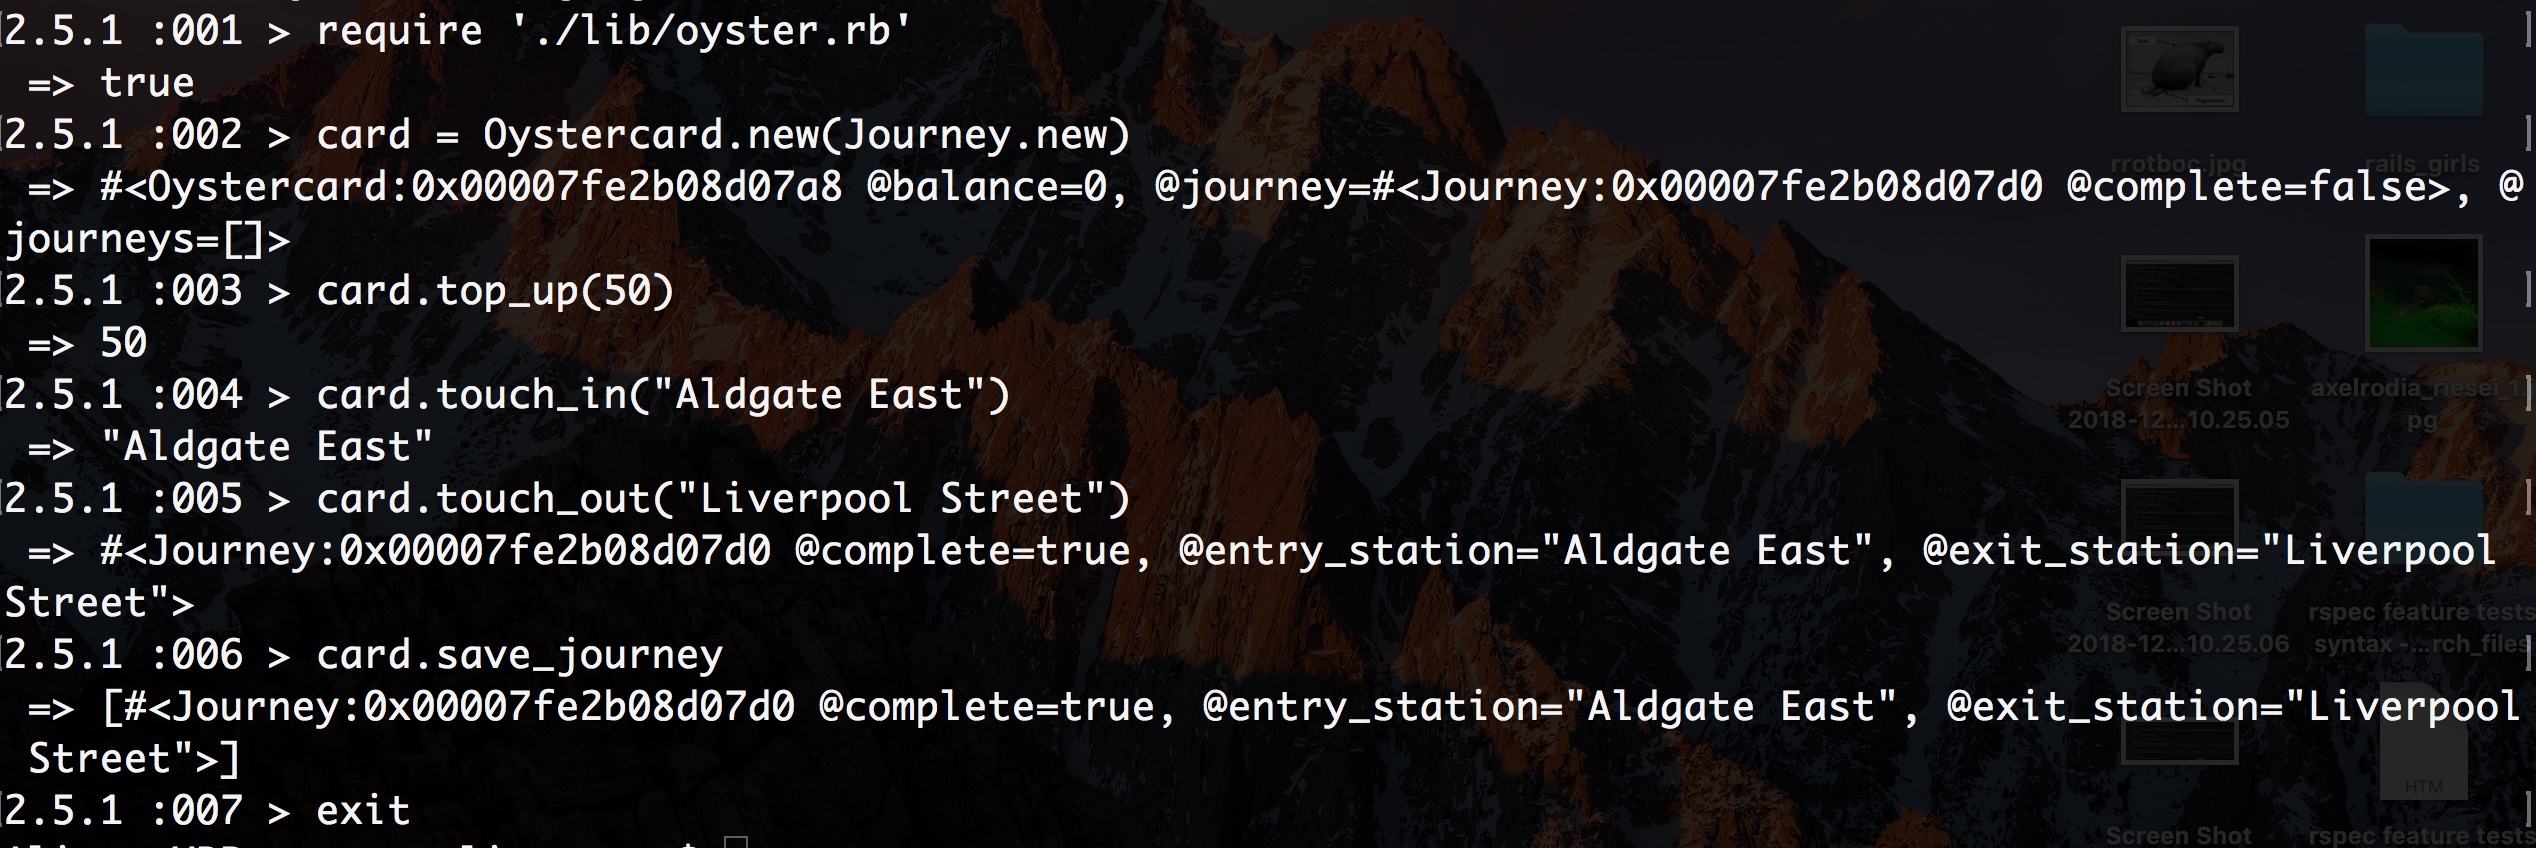 2.5.1 :001 > require './lib/oyster.rb'
=> true
2.5.1 :002 > card = Oystercard.new(Journey.new)
=> #<Oystercard:0x00007fe2b08d07a8 @balance=0, @journey=#<Journey:0x00007fe2b08d07d0 @complete=false>, @
journeys=[]>
2.5.1 :003 > card.top_up(50)
=> 50
2.5.1 :004 > card.touch_in("Aldgate East")
=> "Aldgate East"
2.5.1 :005 > card.touch_out("Liverpool Street")
=> #<Journey:0x00007fe2b08d07d0 @complete=true, @entry_station="Aldgate East", @exit_station="Liverpool
Street">
2.5.1 :006 > card.save_journey
=> [#<Journey:0x00007fe2b08d07d0 @complete=true, @entry_station="Aldgate East", @exit_station="Liverpool
Street">]
2.5.1 :007 > exit
rrotboc.jpg
rails_girls
Screen Shot
2018-12...10.25.05
axelrodia_riesei_1.j
pg
Screen Shot
2018-12...10.25.06
rspec feature tests
syntax -...rch_files
HTM
Screen Shot
rspec feature tests